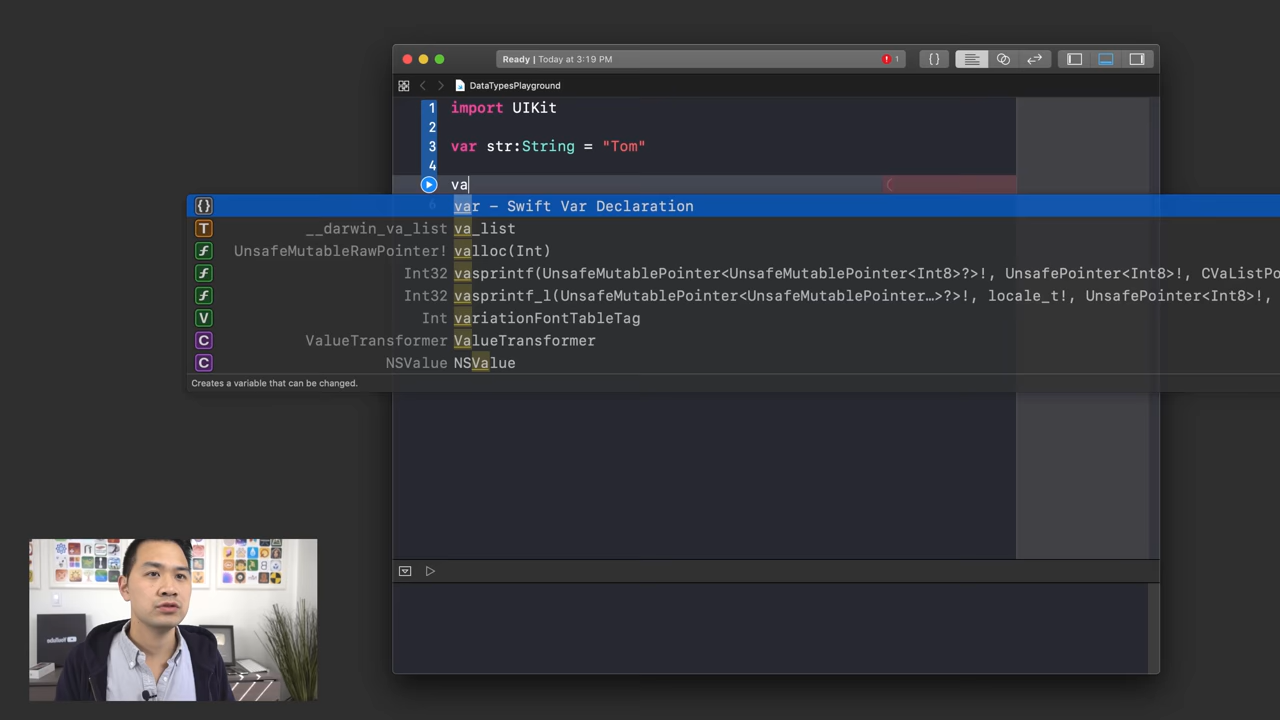 Ready | Today at 3:19 PM
1
{}
DataTypesPlayground
1 import UIKit
2
3 var str:String = "Tom"
4
va
6
{} var – Swift Var Declaration
T __darwin_va_list va_list
f UnsafeMutableRawPointer! valloc(Int)
f Int32 vasprintf(UnsafeMutablePointer<UnsafeMutablePointer<Int8>?>!, UnsafePointer<Int8>!, CVaListPo
f Int32 vasprintf_l(UnsafeMutablePointer<UnsafeMutablePointer…>?>!, locale_t!, UnsafePointer<Int8>!,
V Int variationFontTableTag
C ValueTransformer ValueTransformer
C NSValue NSValue
Creates a variable that can be changed.
YouTube